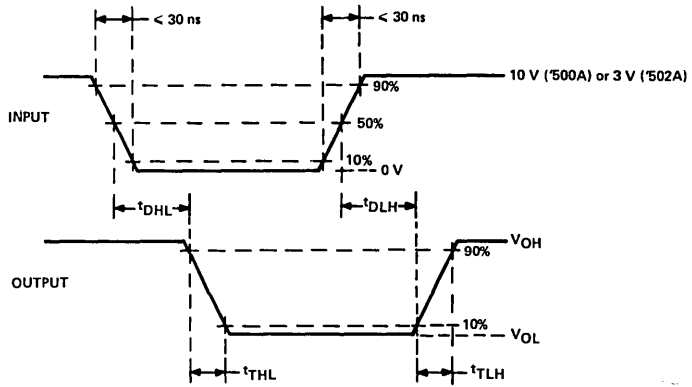 < 30 ns
< 30 ns
10 V ('500A) or 3 V ('502A)
90%
INPUT
50%
10%
0 V
tDHL
tDLH
VOH
90%
OUTPUT
10%
VOL
tTHL
tTLH